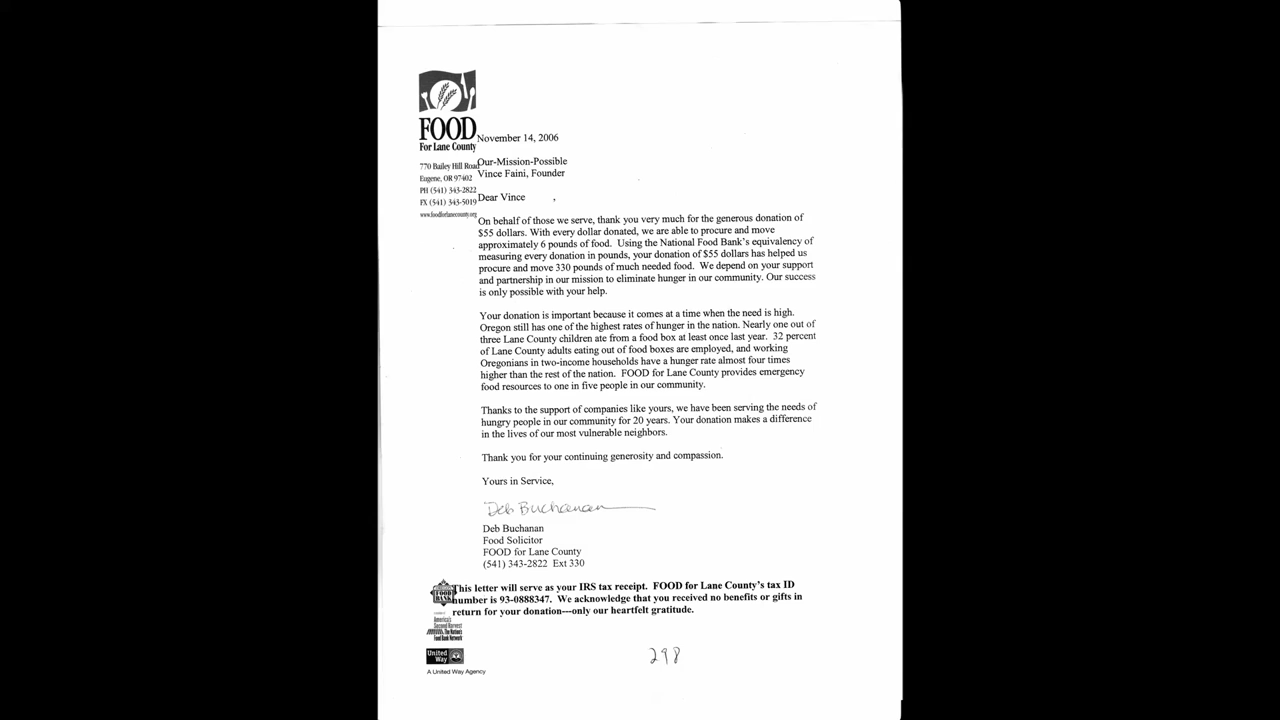 FOOD
For Lane County
770 Bailey Hill Road
Eugene, OR 97402
PH (541) 343-2822
FX (541) 343-5019
www.foodforlanecounty.org
November 14, 2006
Our-Mission-Possible
Vince Faini, Founder
Dear Vince ,
On behalf of those we serve, thank you very much for the generous donation of
$55 dollars. With every dollar donated, we are able to procure and move
approximately 6 pounds of food. Using the National Food Bank's equivalency of
measuring every donation in pounds, your donation of $55 dollars has helped us
procure and move 330 pounds of much needed food. We depend on your support
and partnership in our mission to eliminate hunger in our community. Our success
is only possible with your help.
Your donation is important because it comes at a time when the need is high.
Oregon still has one of the highest rates of hunger in the nation. Nearly one out of
three Lane County children ate from a food box at least once last year. 32 percent
of Lane County adults eating out of food boxes are employed, and working
Oregonians in two-income households have a hunger rate almost four times
higher than the rest of the nation. FOOD for Lane County provides emergency
food resources to one in five people in our community.
Thanks to the support of companies like yours, we have been serving the needs of
hungry people in our community for 20 years. Your donation makes a difference
in the lives of our most vulnerable neighbors.
Thank you for your continuing generosity and compassion.
Yours in Service,
Deb Buchanan
Deb Buchanan
Food Solicitor
FOOD for Lane County
(541) 343-2822 Ext 330
This letter will serve as your IRS tax receipt. FOOD for Lane County's tax ID
number is 93-0888347. We acknowledge that you received no benefits or gifts in
return for your donation---only our heartfelt gratitude.
FOOD
BANK
America's
Second Harvest
The Nation's
Food Bank Network
United
Way
A United Way Agency
298